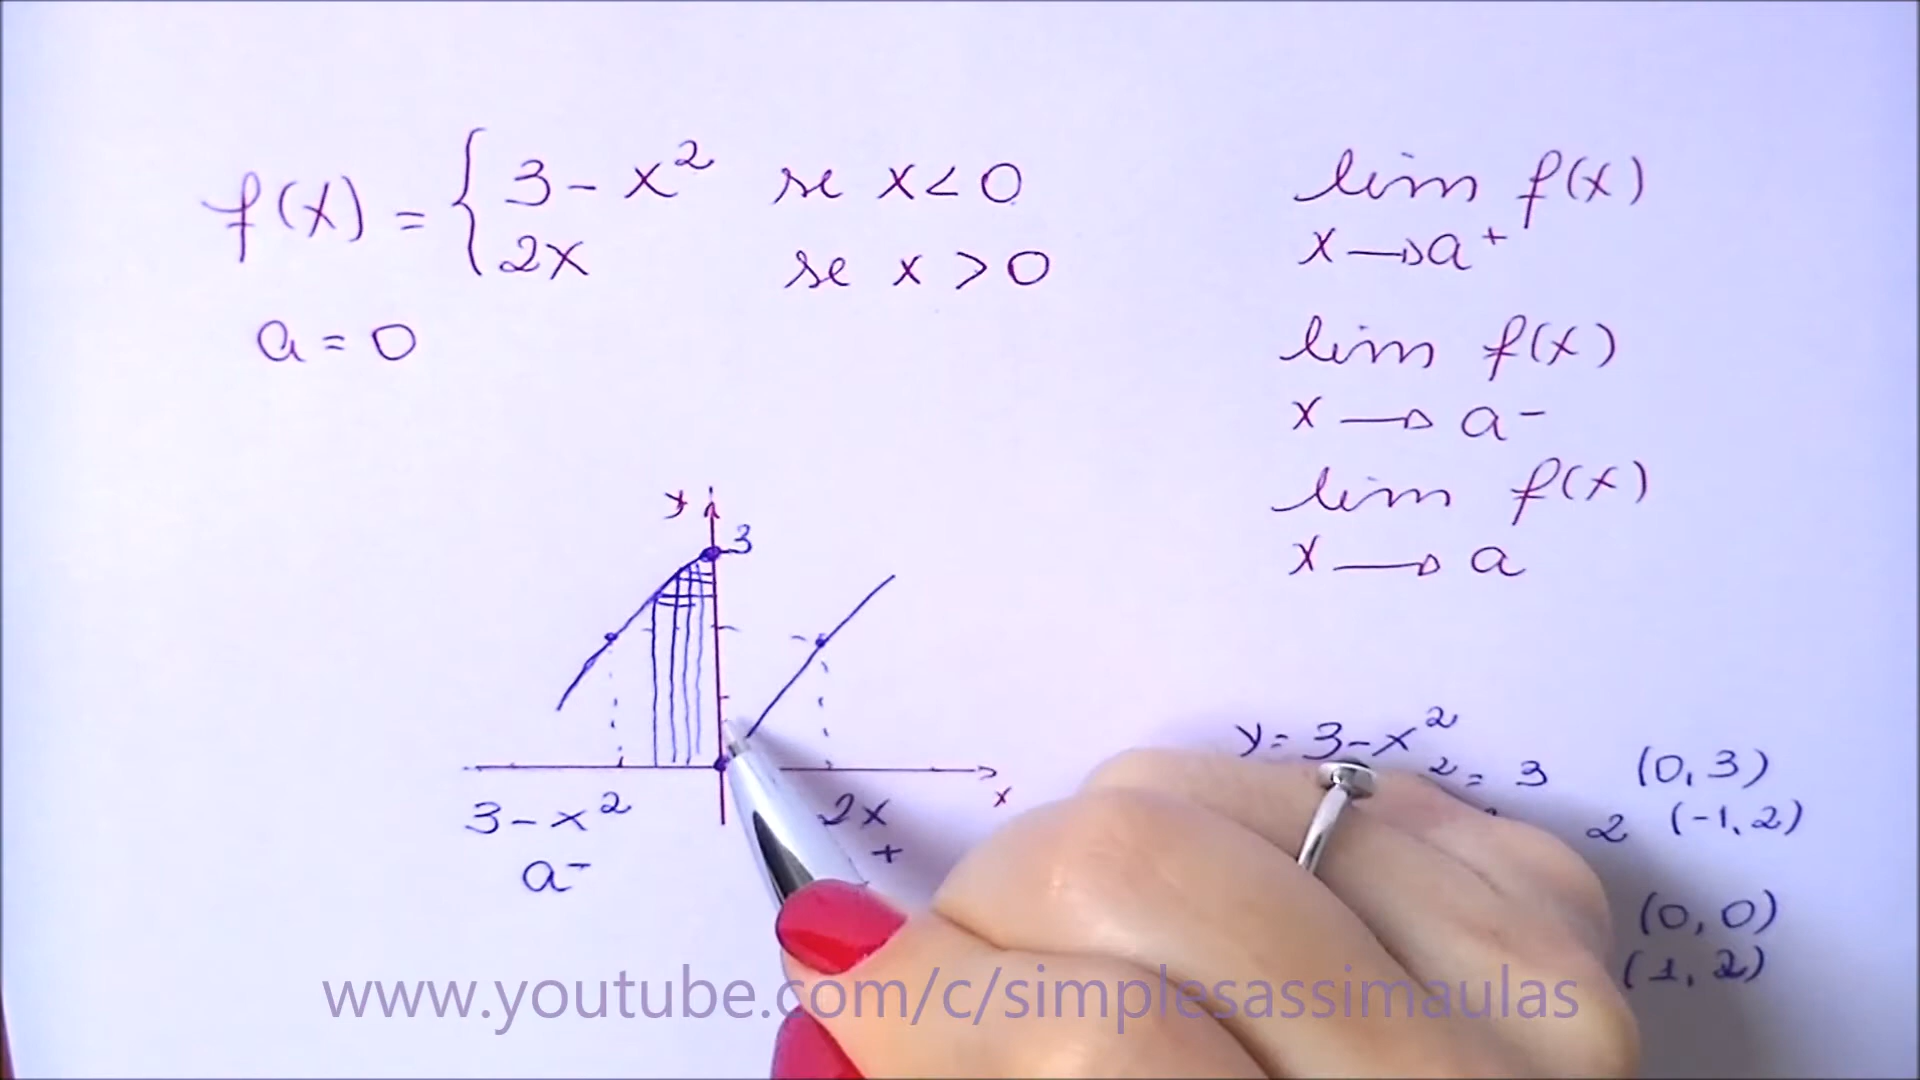 f(x) = { 3 - x² se x < 0
2x se x > 0
a = 0
lim f(x)
x → a⁺
lim f(x)
x → a⁻
lim f(x)
x → a
y
3
x
3 - x²
a⁻
2x
+
y = 3 - x²
² = 3 (0, 3)
2 (-1, 2)
(0, 0)
(1, 2)
www.youtube.com/c/simplesassimaulas